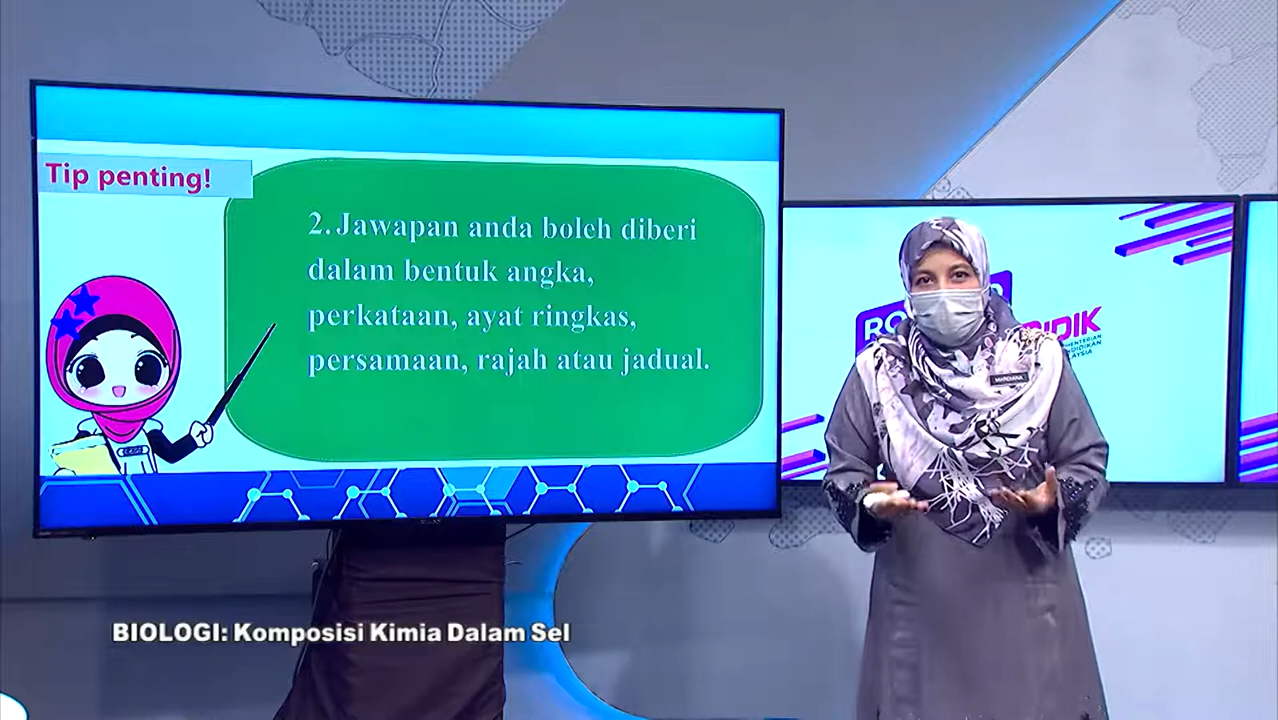 Tip penting!
2. Jawapan anda boleh diberi
dalam bentuk angka,
perkataan, ayat ringkas,
persamaan, rajah atau jadual.
MARDIANA
BIOLOGI: Komposisi Kimia Dalam Sel